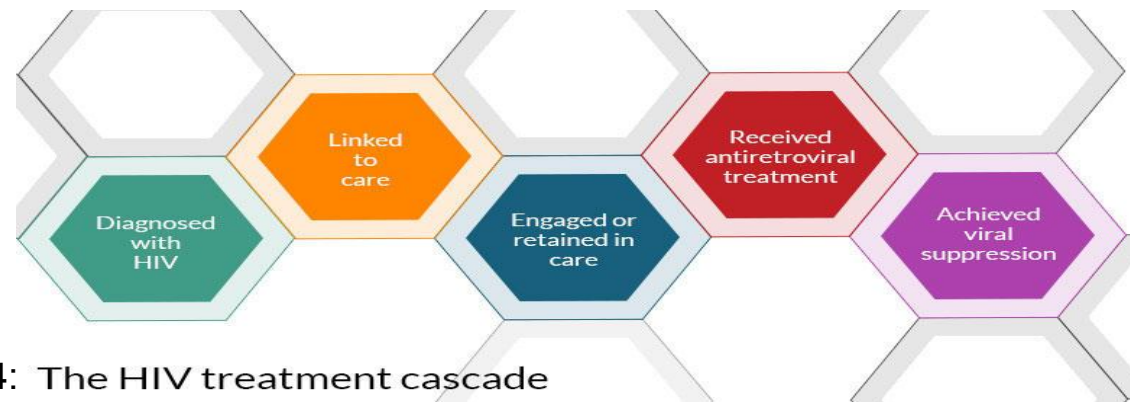 Diagnosed
with
HIV
Linked
to
care
Engaged or
retained in
care
Received
antiretroviral
treatment
Achieved
viral
suppression
4: The HIV treatment cascade